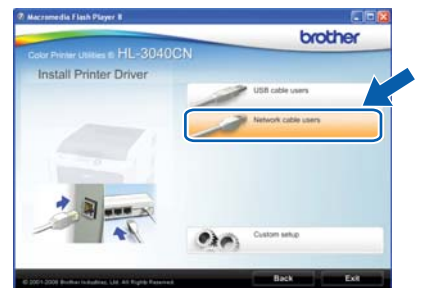 Macromedia Flash Player 8
brother
Color Printer Utilities HL-3040CN
Install Printer Driver
USB cable users
Network cable users
Custom setup
© 2001-2008 Brother Industries, Ltd. All Rights Reserved.
Back
Exit